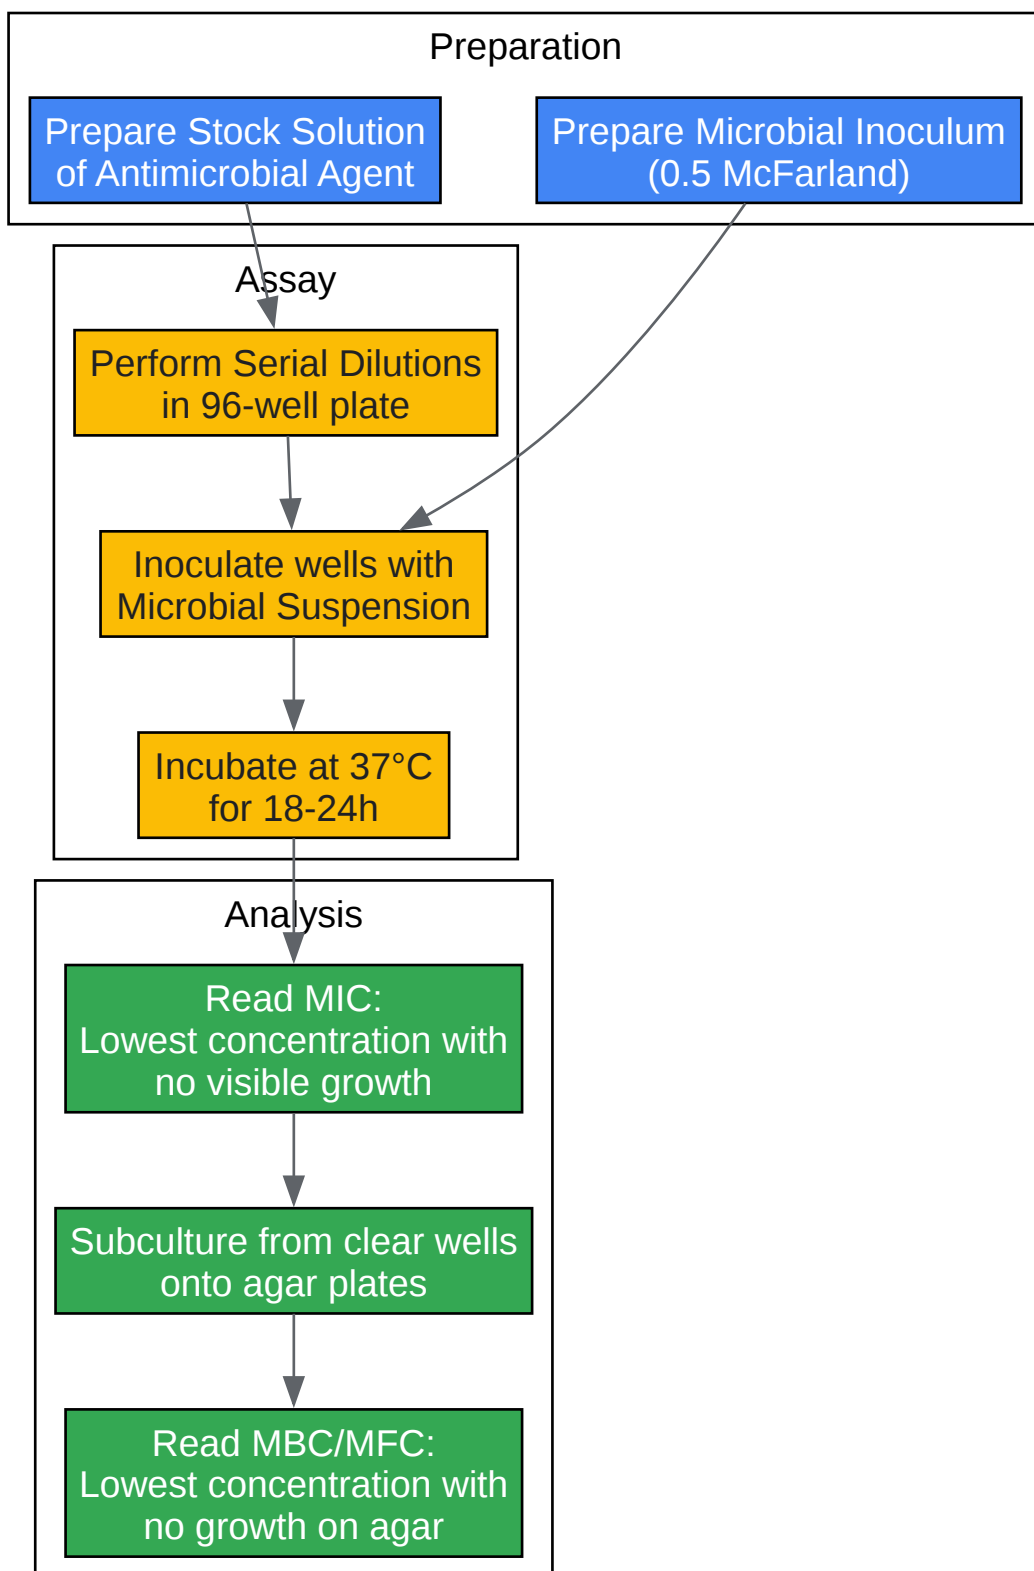 Preparation
Prepare Stock Solution
of Antimicrobial Agent
Prepare Microbial Inoculum
(0.5 McFarland)
Assay
Perform Serial Dilutions
in 96-well plate
Inoculate wells with
Microbial Suspension
Incubate at 37°C
for 18-24h
Analysis
Read MIC:
Lowest concentration with
no visible growth
Subculture from clear wells
onto agar plates
Read MBC/MFC:
Lowest concentration with
no growth on agar